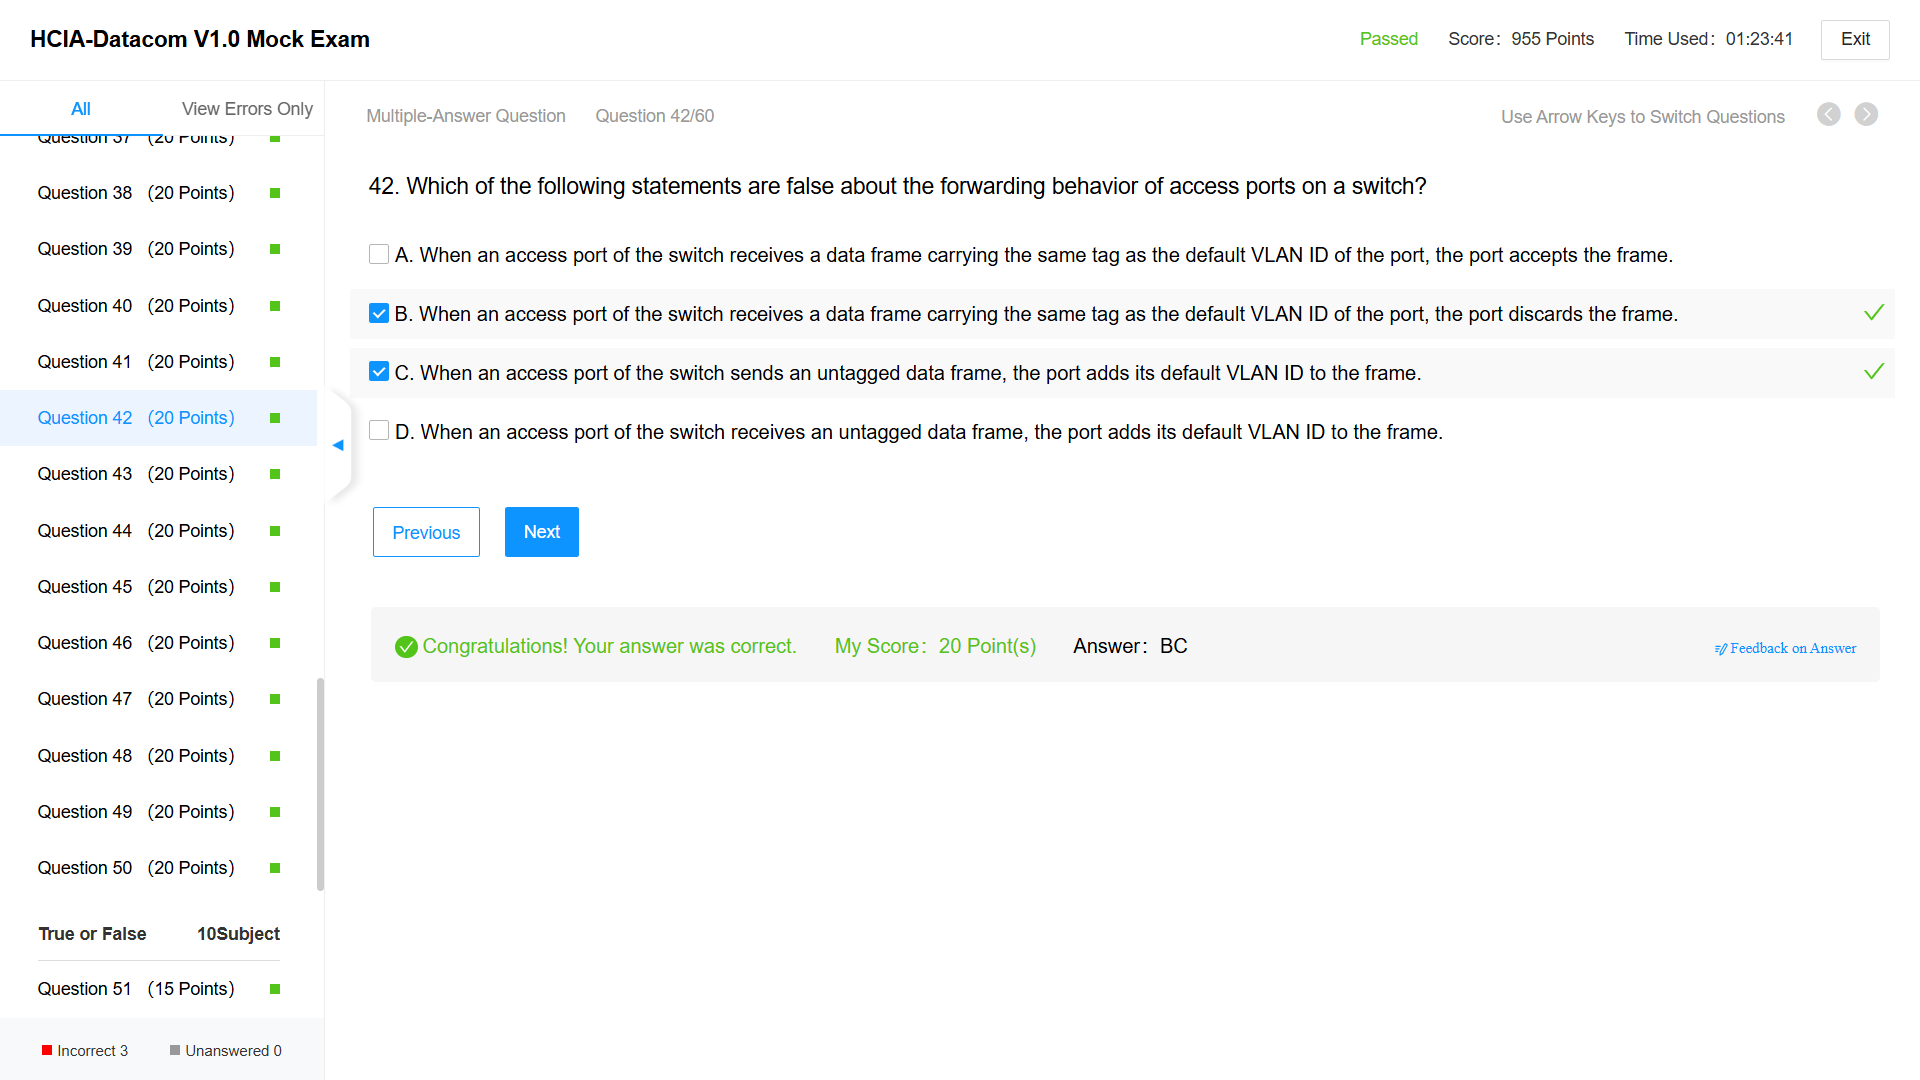 HCIA-Datacom V1.0 Mock Exam
Passed Score: 955 Points Time Used: 01:23:41 Exit
All View Errors Only
Multiple-Answer Question Question 42/60 Use Arrow Keys to Switch Questions
Question 37 (20 Points)
Question 38 (20 Points)
Question 39 (20 Points)
Question 40 (20 Points)
Question 41 (20 Points)
Question 42 (20 Points)
Question 43 (20 Points)
Question 44 (20 Points)
Question 45 (20 Points)
Question 46 (20 Points)
Question 47 (20 Points)
Question 48 (20 Points)
Question 49 (20 Points)
Question 50 (20 Points)
True or False 10Subject
Question 51 (15 Points)
Incorrect 3 Unanswered 0
42. Which of the following statements are false about the forwarding behavior of access ports on a switch?
A. When an access port of the switch receives a data frame carrying the same tag as the default VLAN ID of the port, the port accepts the frame.
B. When an access port of the switch receives a data frame carrying the same tag as the default VLAN ID of the port, the port discards the frame.
C. When an access port of the switch sends an untagged data frame, the port adds its default VLAN ID to the frame.
D. When an access port of the switch receives an untagged data frame, the port adds its default VLAN ID to the frame.
Previous Next
Congratulations! Your answer was correct. My Score: 20 Point(s) Answer: BC Feedback on Answer